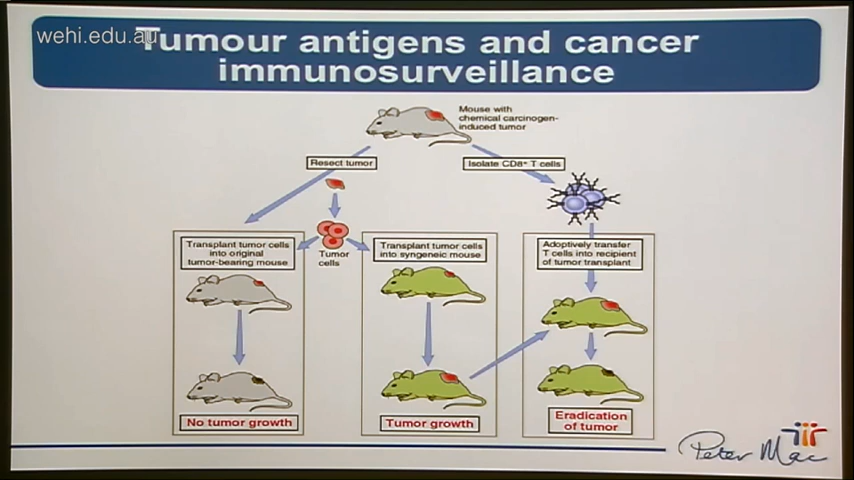 wehi.edu.au
Tumour antigens and cancer
immunosurveillance
Mouse with
chemical carcinogen-
induced tumor
Resect tumor
Isolate CD8+ T cells
Transplant tumor cells
into original
tumor-bearing mouse
Tumor
cells
Transplant tumor cells
into syngeneic mouse
Adoptively transfer
T cells into recipient
of tumor transplant
No tumor growth
Tumor growth
Eradication
of tumor
Peter Mac